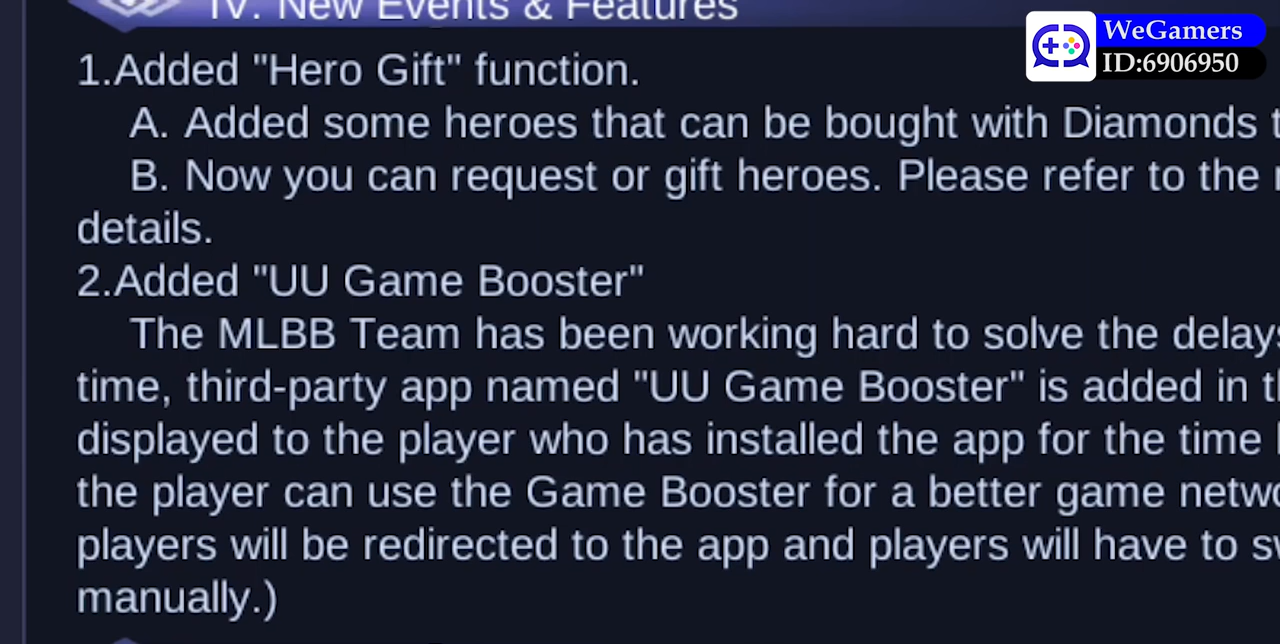 IV. New Events & Features
WeGamers
ID:6906950
1.Added "Hero Gift" function.
A. Added some heroes that can be bought with Diamonds
B. Now you can request or gift heroes. Please refer to the
details.
2.Added "UU Game Booster"
The MLBB Team has been working hard to solve the delays
time, third-party app named "UU Game Booster" is added in
displayed to the player who has installed the app for the time
the player can use the Game Booster for a better game
players will be redirected to the app and players will have to
manually.)